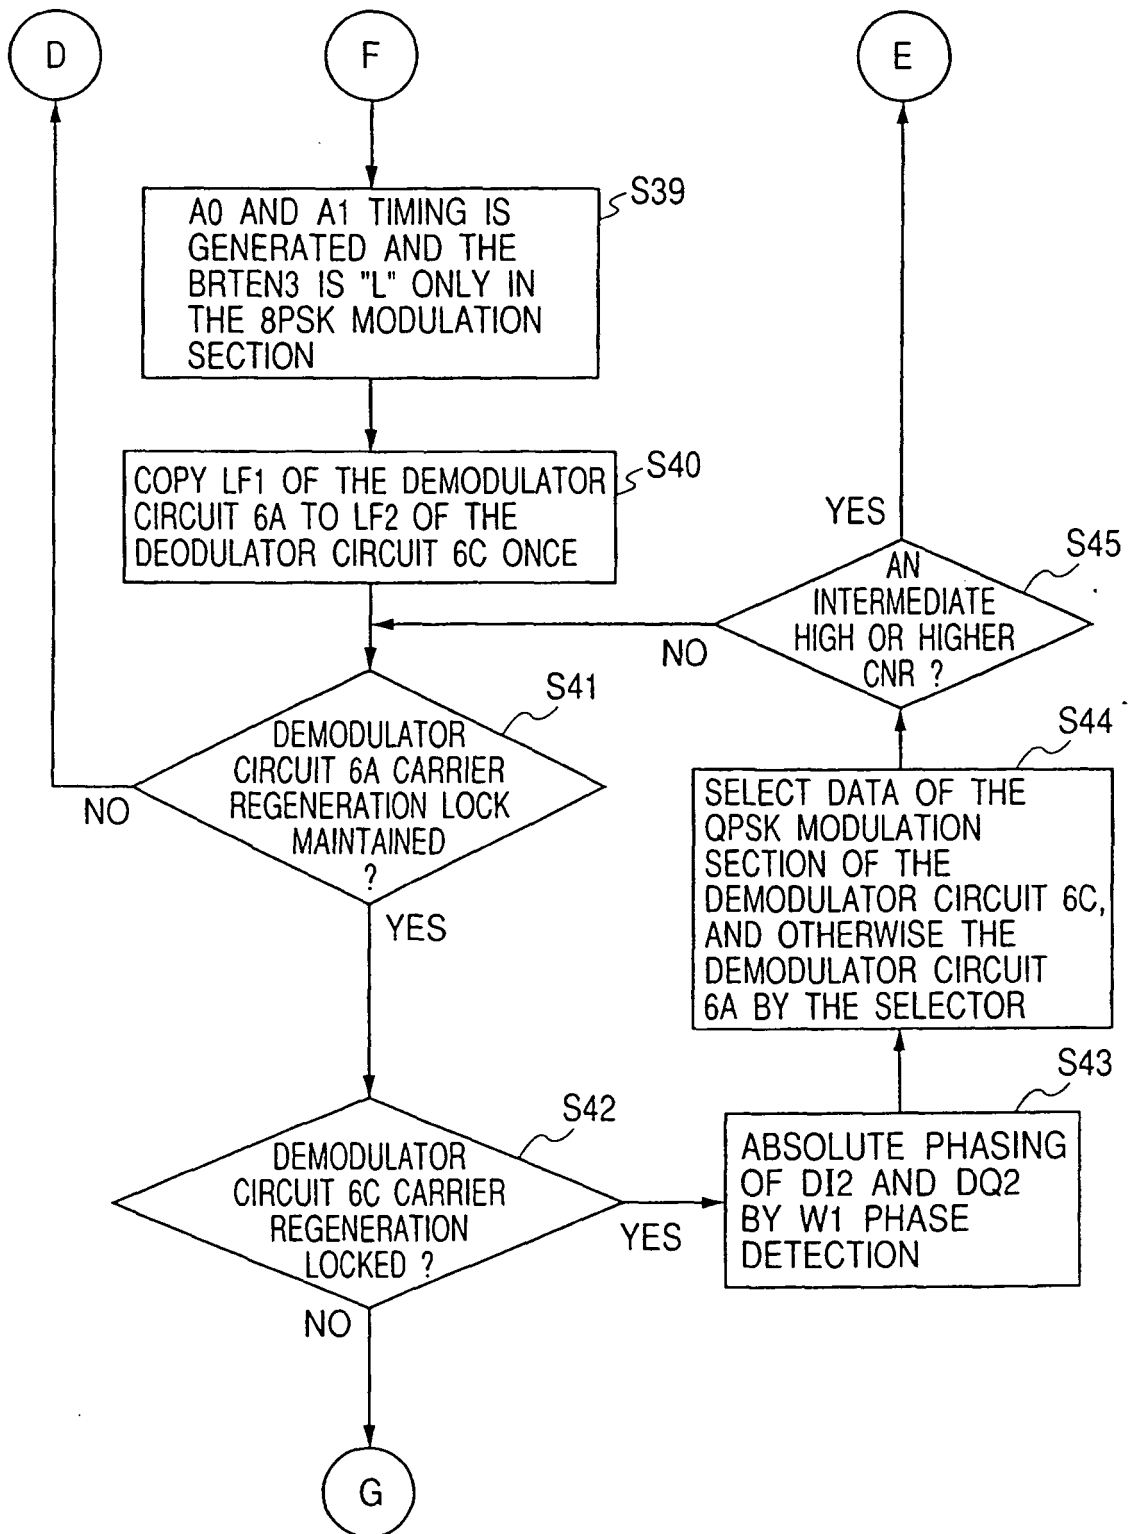 D
F
E
S39
A0 AND A1 TIMING IS
GENERATED AND THE
BRTEN3 IS "L" ONLY IN
THE 8PSK MODULATION
SECTION
S40
COPY LF1 OF THE DEMODULATOR
CIRCUIT 6A TO LF2 OF THE
DEODULATOR CIRCUIT 6C ONCE
S41
DEMODULATOR
CIRCUIT 6A CARRIER
REGENERATION LOCK
MAINTAINED
?
NO
YES
S42
DEMODULATOR
CIRCUIT 6C CARRIER
REGENERATION
LOCKED ?
YES
NO
G
S43
ABSOLUTE PHASING
OF DI2 AND DQ2
BY W1 PHASE
DETECTION
S44
SELECT DATA OF THE
QPSK MODULATION
SECTION OF THE
DEMODULATOR CIRCUIT 6C,
AND OTHERWISE THE
DEMODULATOR CIRCUIT
6A BY THE SELECTOR
S45
AN
INTERMEDIATE
HIGH OR HIGHER
CNR ?
YES
NO